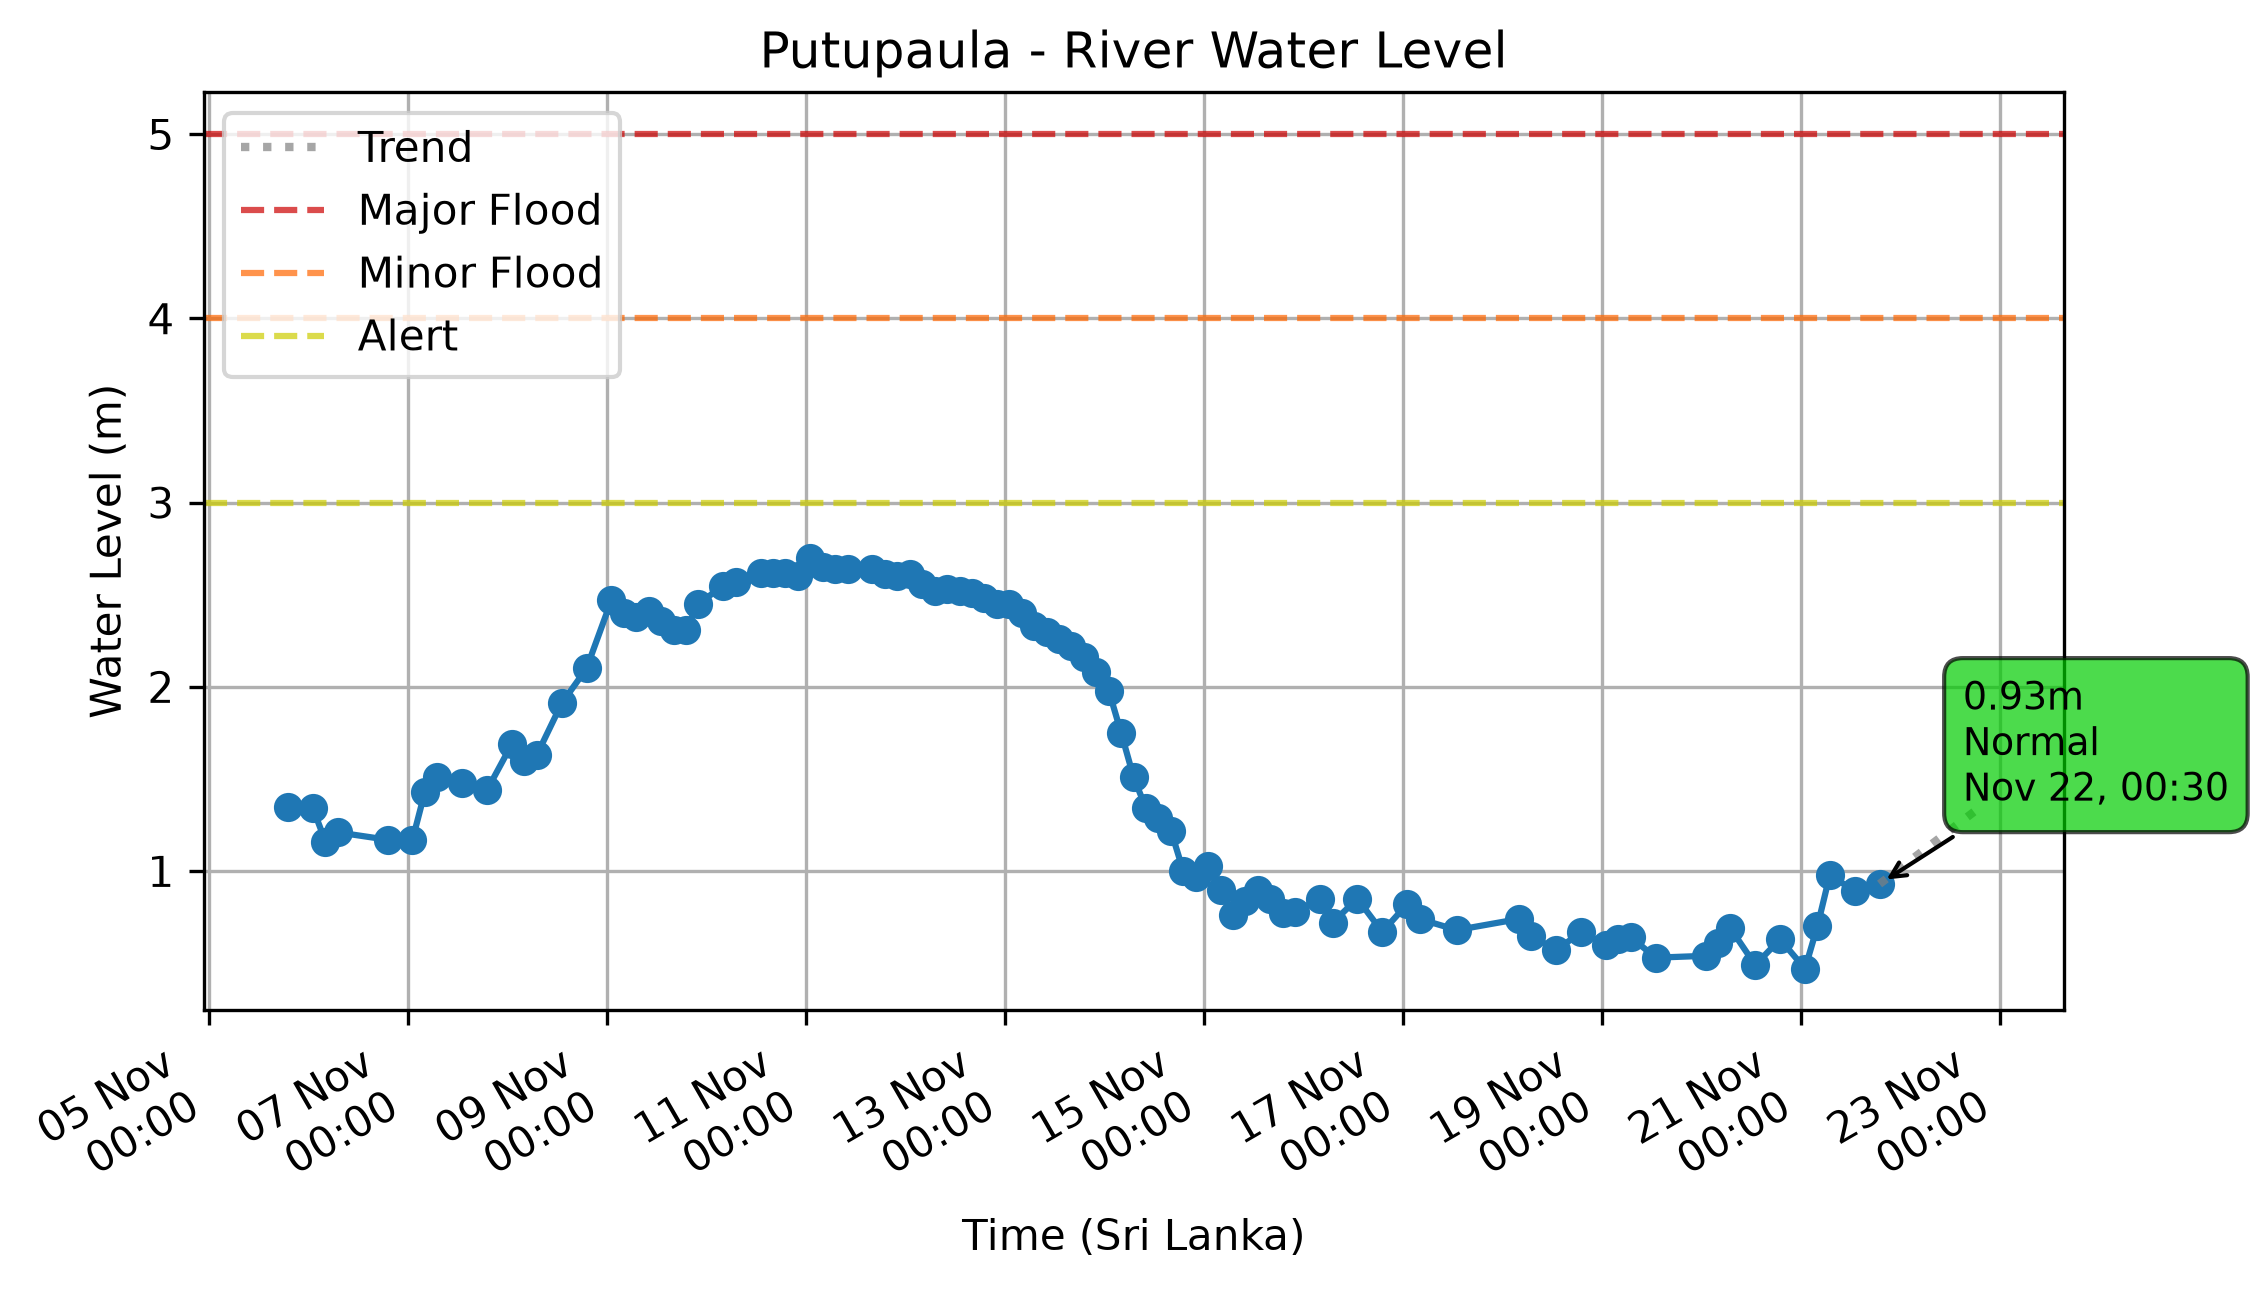 Putupaula - River Water Level
Trend
Major Flood
Minor Flood
Alert
Water Level (m)
5
4
3
2
1
0.93m
Normal
Nov 22, 00:30
05 Nov
00:00
07 Nov
00:00
09 Nov
00:00
11 Nov
00:00
13 Nov
00:00
15 Nov
00:00
17 Nov
00:00
19 Nov
00:00
21 Nov
00:00
23 Nov
00:00
Time (Sri Lanka)